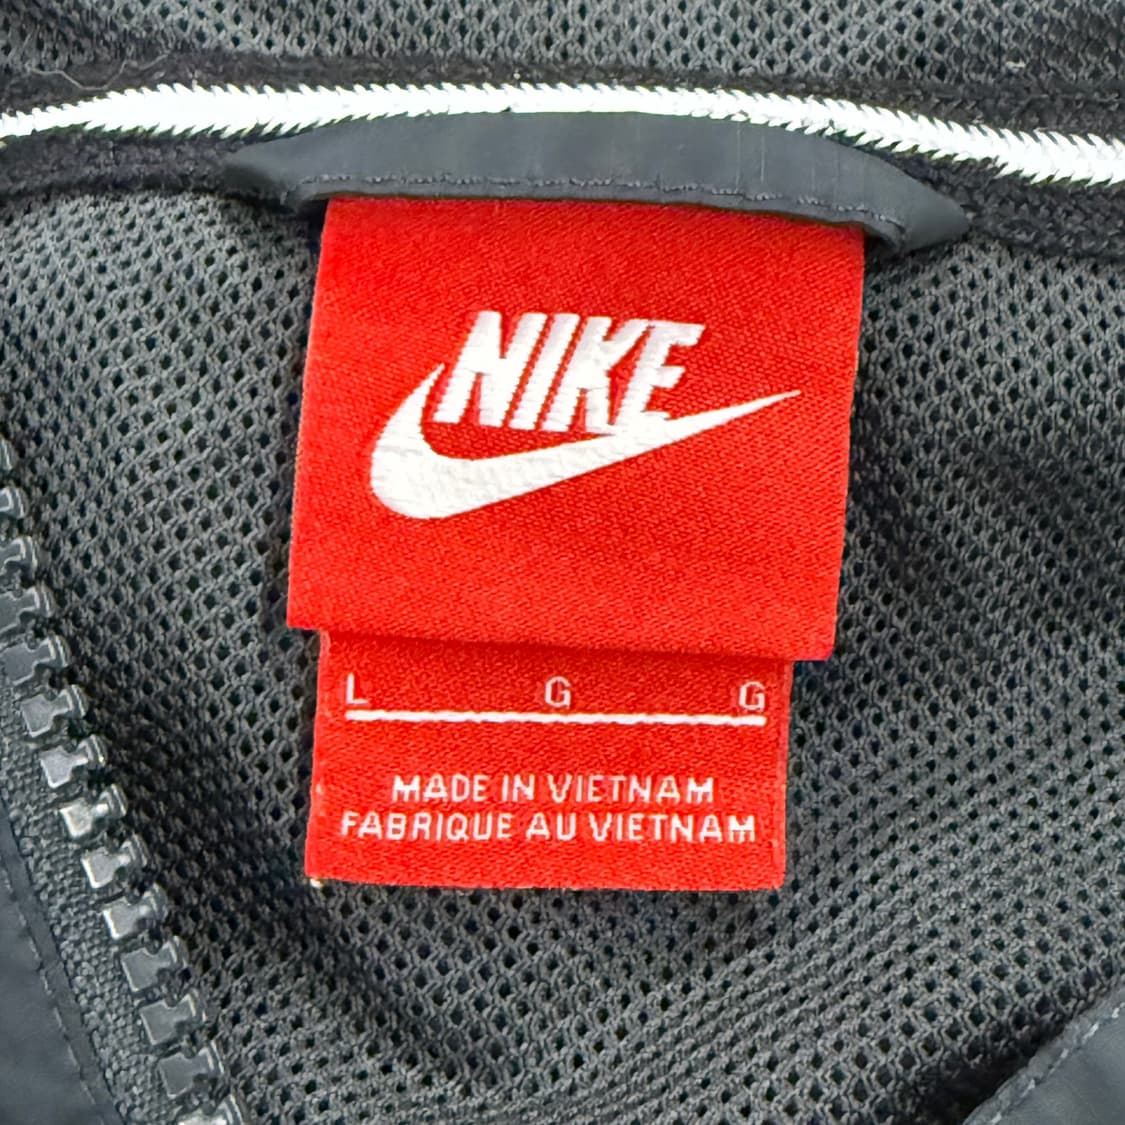 NIKE
L G G
MADE IN VIETNAM
FABRIQUE AU VIETNAM